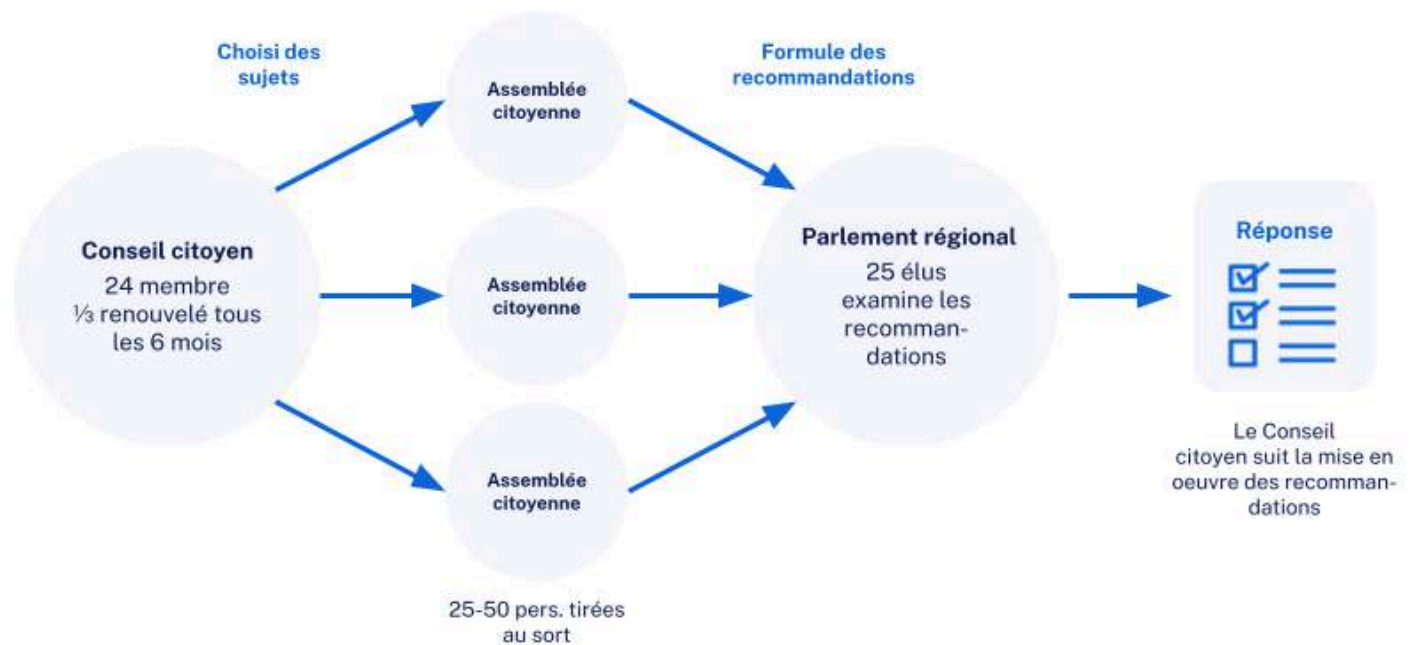 Choisi des
sujets
Formule des
recommandations
Conseil citoyen
24 membre
⅓ renouvelé tous
les 6 mois
Assemblée
citoyenne
Assemblée
citoyenne
Assemblée
citoyenne
25-50 pers. tirées
au sort
Parlement régional
25 élus
examine les
recomman-
dations
Réponse
Le Conseil
citoyen suit la mise en
oeuvre des recomman-
dations